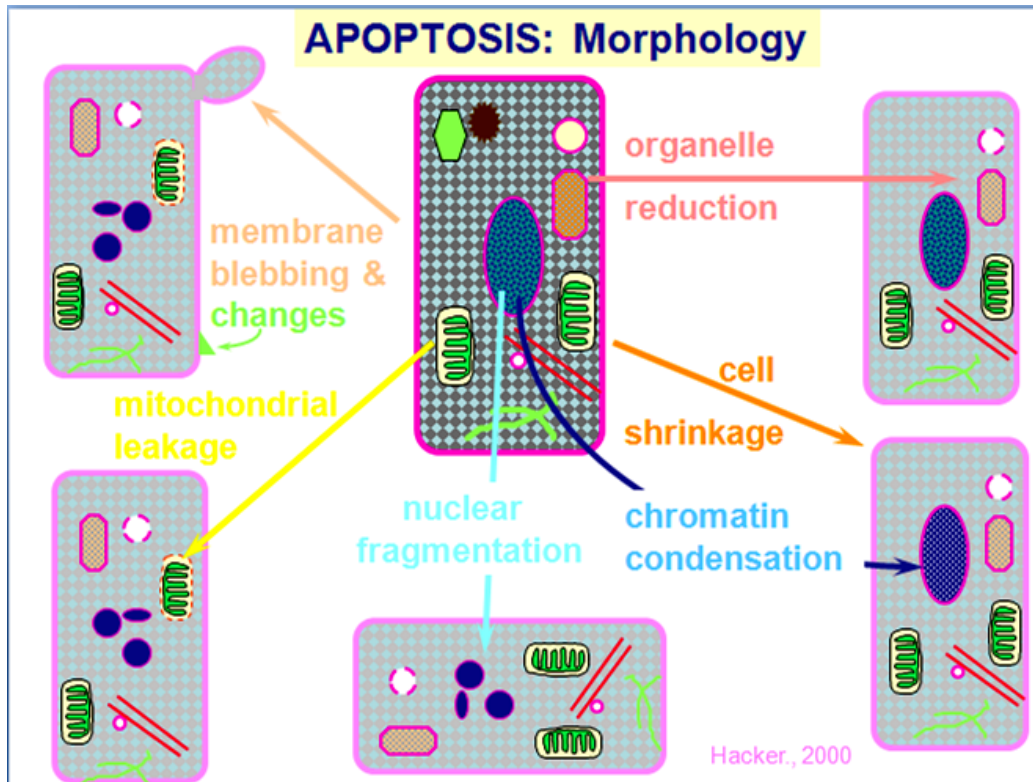 APOPTOSIS: Morphology
organelle
reduction
membrane
blebbing &
changes
cell
shrinkage
mitochondrial
leakage
nuclear
fragmentation
chromatin
condensation
Hacker., 2000